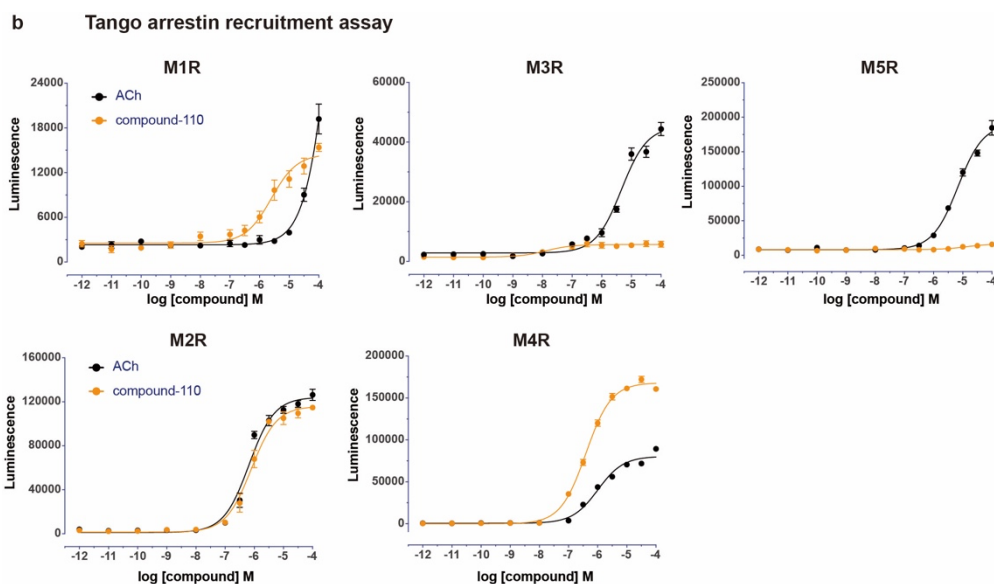 b Tango arrestin recruitment assay
M1R
24000
18000
12000
6000
0
Luminescence
ACh
compound-110
-12 -11 -10 -9 -8 -7 -6 -5 -4
log [compound] M
M3R
60000
40000
20000
0
Luminescence
-12 -11 -10 -9 -8 -7 -6 -5 -4
log [compound] M
M5R
250000
200000
150000
100000
50000
0
Luminescence
-12 -11 -10 -9 -8 -7 -6 -5 -4
log [compound] M
M2R
160000
120000
80000
40000
0
Luminescence
ACh
compound-110
-12 -11 -10 -9 -8 -7 -6 -5 -4
log [compound] M
M4R
200000
150000
100000
50000
0
Luminescence
-12 -11 -10 -9 -8 -7 -6 -5 -4
log [compound] M